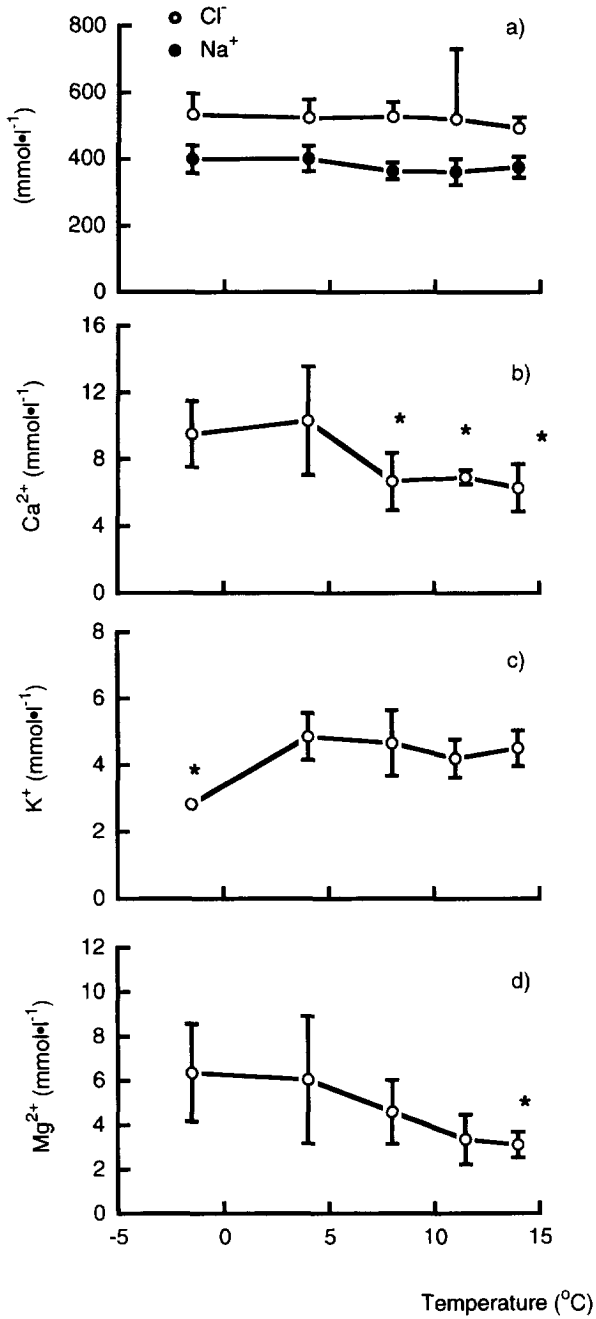 Cl⁻
Na⁺
a)
800
600
400
200
0
(mmol•l⁻¹)
b)
16
12
8
4
0
Ca²⁺ (mmol•l⁻¹)
*
*
*
c)
8
6
4
2
0
K⁺ (mmol•l⁻¹)
*
d)
12
10
8
6
4
2
0
Mg²⁺ (mmol•l⁻¹)
*
-5 0 5 10 15
Temperature (°C)